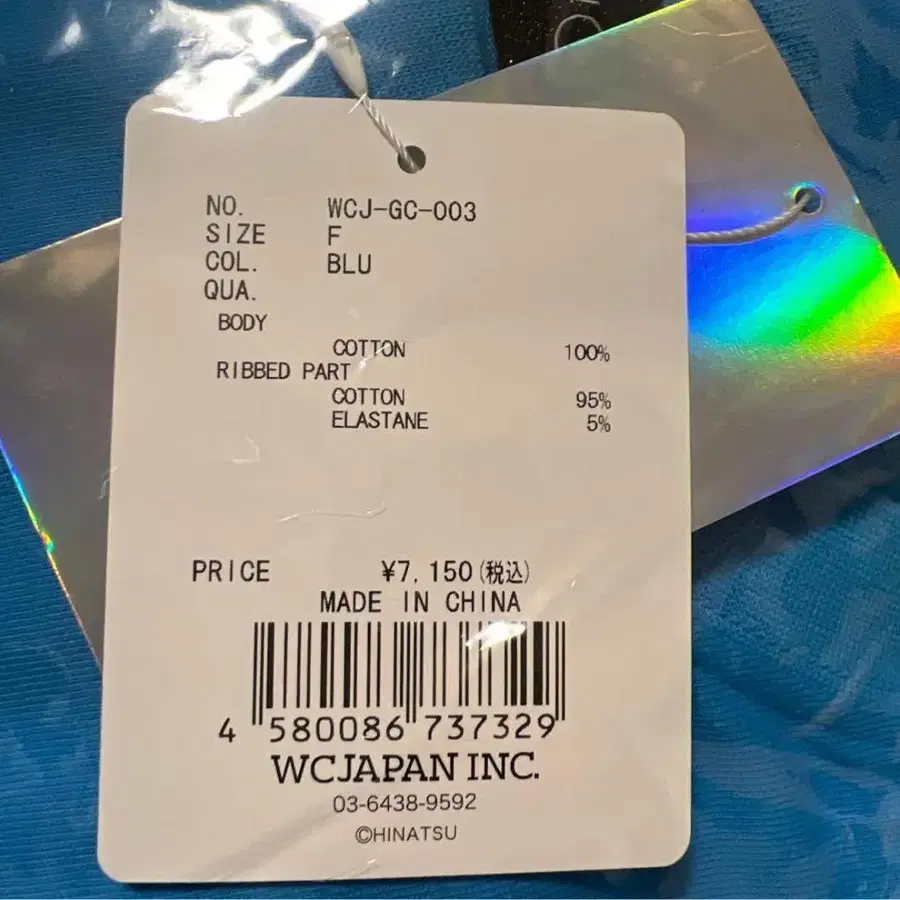 NO. WCJ-GC-003
SIZE F
COL. BLU
QUA.
BODY
COTTON 100%
RIBBED PART
COTTON 95%
ELASTANE 5%
PRICE ¥7,150(税込)
MADE IN CHINA
4 580086 737329
WCJAPAN INC.
03-6438-9592
©HINATSU